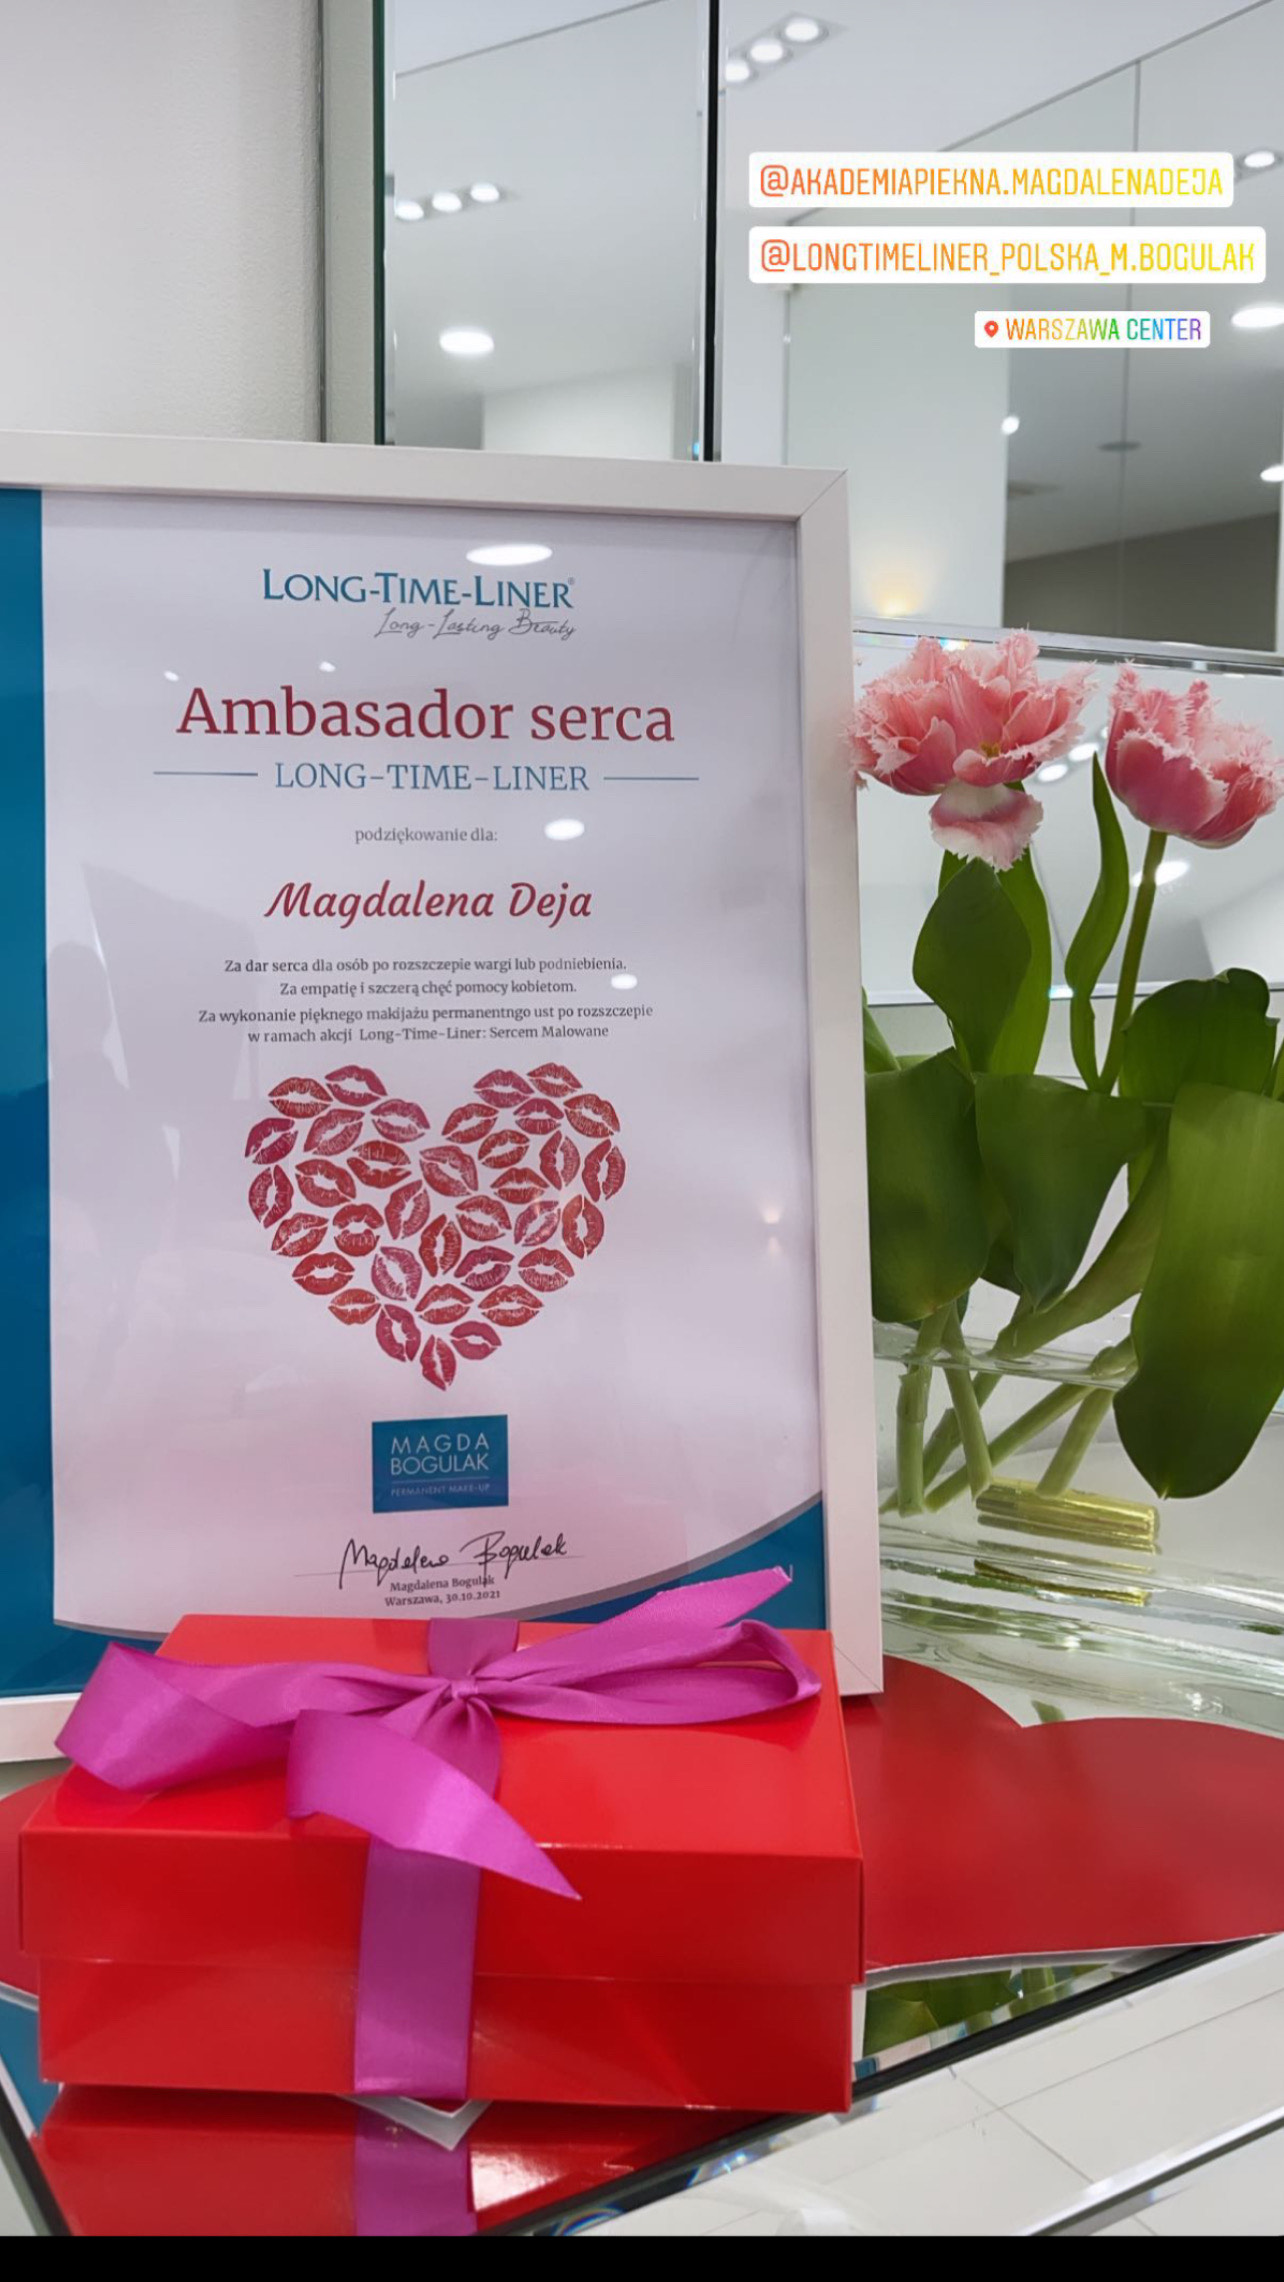 @AKADEMIAPIEKNA.MAGDALENADEJA
@LONGTIMELINER_POLSKA_M.BOGULAK
WARSZAWA CENTER
LONG-TIME-LINER®
Long-Lasting Beauty
Ambasador serca
LONG-TIME-LINER
podziękowanie dla:
Magdalena Deja
Za dar serca dla osób po rozszczepie wargi lub podniebienia.
Za empatię i szczerą chęć pomocy kobietom.
Za wykonanie pięknego makijażu permanentngo ust po rozszczepie
w ramach akcji Long-Time-Liner: Sercem Malowane
MAGDA
BOGULAK
PERMANENT MAKE-UP
Magdalena Bogulak
Magdalena Bogulak
Warszawa, 30.10.2021